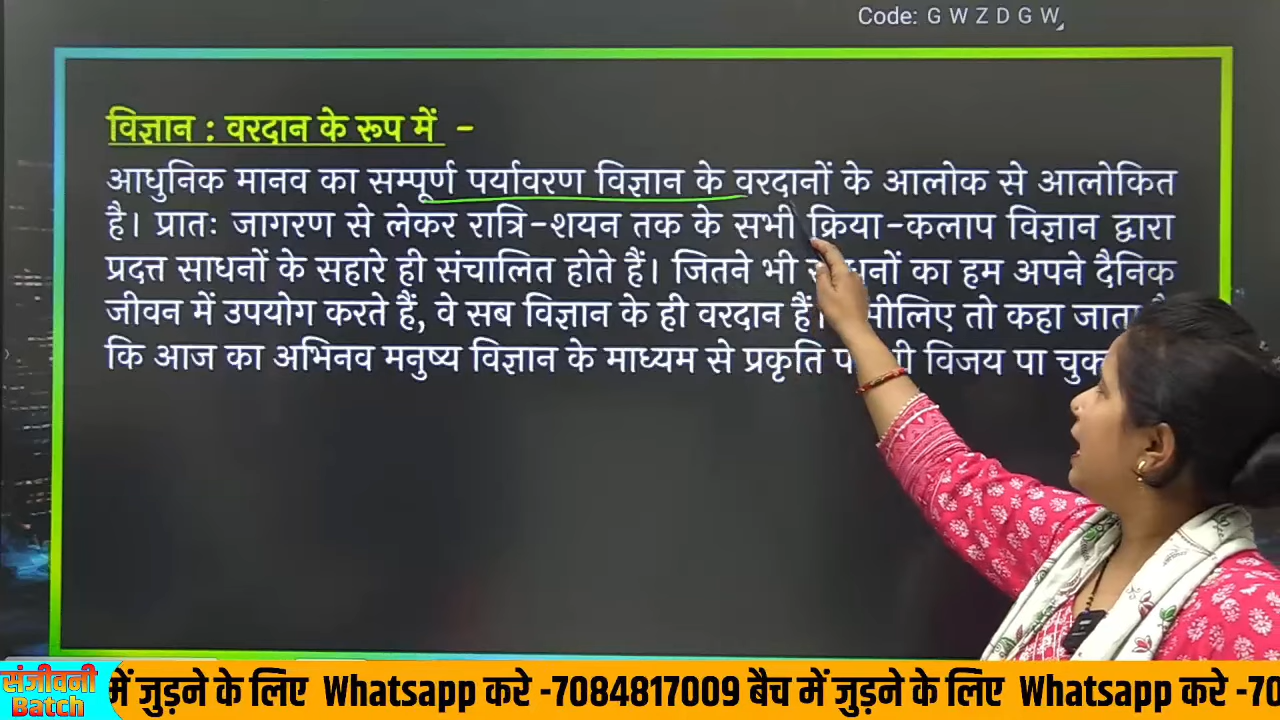 Code: G W Z D G W
विज्ञान : वरदान के रूप में -
आधुनिक मानव का सम्पूर्ण पर्यावरण विज्ञान के वरदानों के आलोक से आलोकित
है। प्रातः जागरण से लेकर रात्रि-शयन तक के सभी क्रिया-कलाप विज्ञान द्वारा
प्रदत्त साधनों के सहारे ही संचालित होते हैं। जितने भी का हम अपने दैनिक
जीवन में उपयोग करते हैं, वे सब विज्ञान के ही वरदान हैं। तो कहा जाता
कि आज का अभिनव मनुष्य विज्ञान के माध्यम से प्रकृति विजय पा
संजीवनी
Batch
में जुड़ने के लिए Whatsapp करे -7084817009 बैच में जुड़ने के लिए Whatsapp करे -70